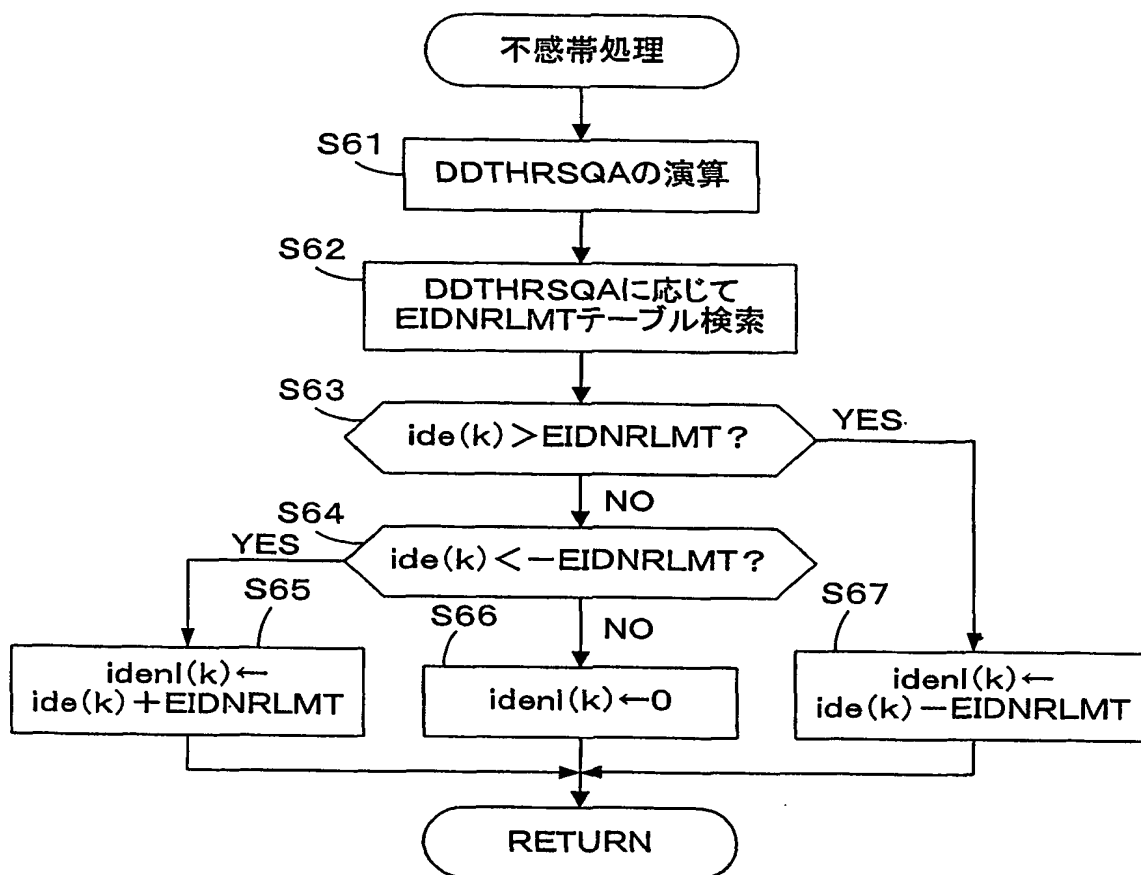 不感帯処理
S61
DDTHRSQAの演算
S62
DDTHRSQAに応じて
EIDNRLMTテーブル検索
S63
ide(k)>EIDNRLMT?
YES
NO
S64
YES
ide(k)<-EIDNRLMT?
S65
S66
NO
S67
idenl(k)←
ide(k)+EIDNRLMT
idenl(k)←0
idenl(k)←
ide(k)-EIDNRLMT
RETURN